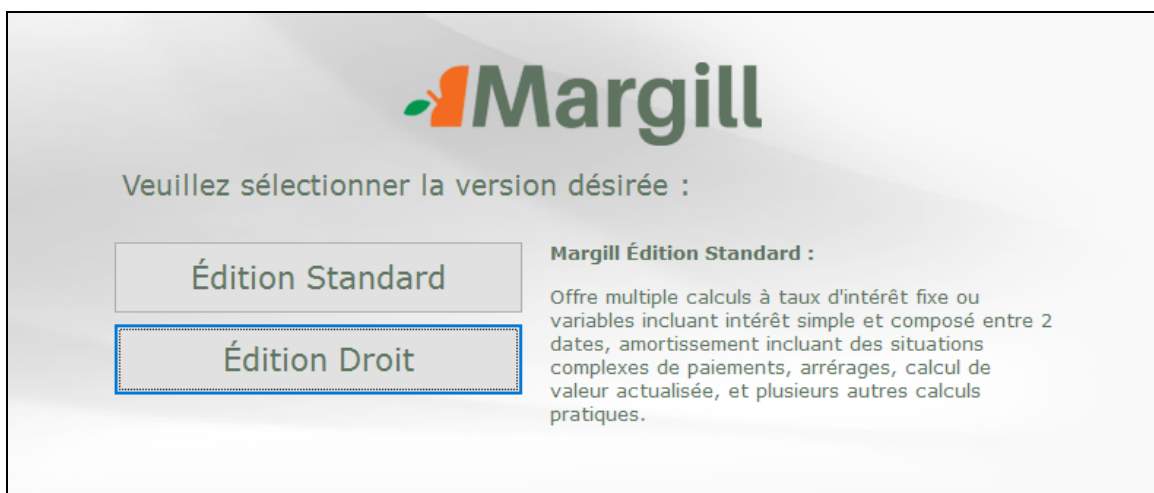 Margill
Veuillez sélectionner la version désirée :
Édition Standard
Édition Droit
Margill Édition Standard :
Offre multiple calculs à taux d'intérêt fixe ou
variables incluant intérêt simple et composé entre 2
dates, amortissement incluant des situations
complexes de paiements, arrérages, calcul de
valeur actualisée, et plusieurs autres calculs
pratiques.